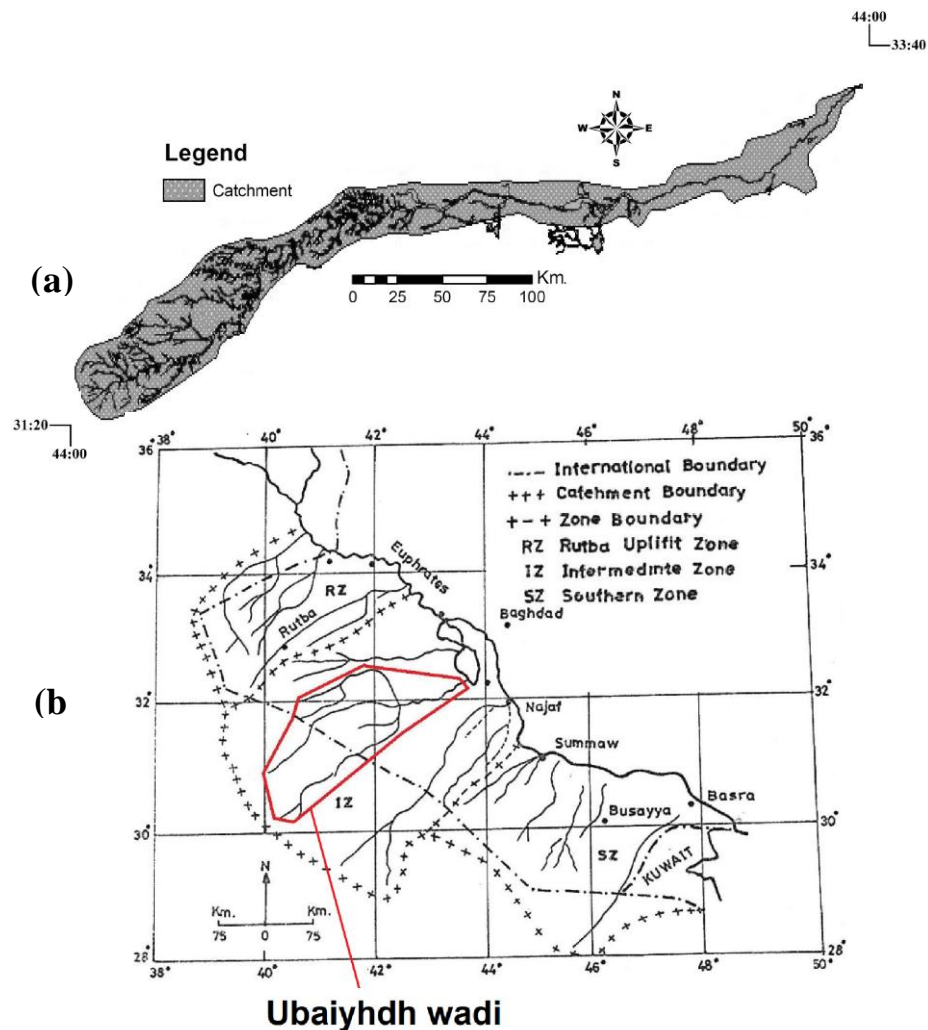 44:00
33:40
N
W E
S
Legend
Catchment
(a)
Km.
0 25 50 75 100
31:20
44:00
36°38° 40° 42° 44° 46° 48° 50° 36°
International Boundary
Catehment Boundary
Zone Boundary
RZ Rutba Uplifit Zone
IZ Intermedinte Zone
SZ Southern Zone
34° 34°
Euphrates
RZ
Rutba
Baghdad
(b)
32° 32°
Najaf
Summaw
IZ
Busayya
Basra
30° 30°
SZ
KUWAIT
N
Km. Km.
75 0 75
28° 28°
38° 40° 42° 44° 46° 48° 50°
Ubaiyhdh wadi